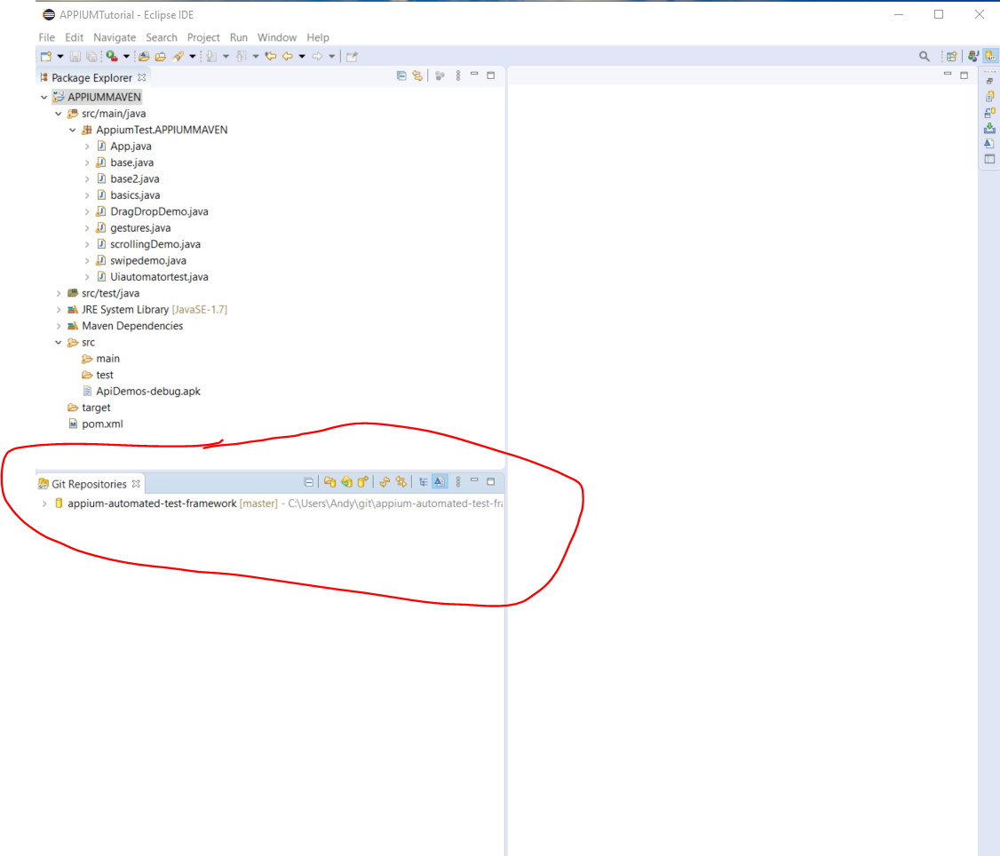 APPIUMTutorial - Eclipse IDE
File Edit Navigate Search Project Run Window Help
Package Explorer
APPIUMMAVEN
src/main/java
AppiumTest.APPIUMMAVEN
App.java
base.java
base2.java
basics.java
DragDropDemo.java
gestures.java
scrollingDemo.java
swipedemo.java
Uiautomatortest.java
src/test/java
JRE System Library [JavaSE-1.7]
Maven Dependencies
src
main
test
ApiDemos-debug.apk
target
pom.xml
Git Repositories
appium-automated-test-framework [master] - C:\Users\Andy\git\appium-automated-test-fra